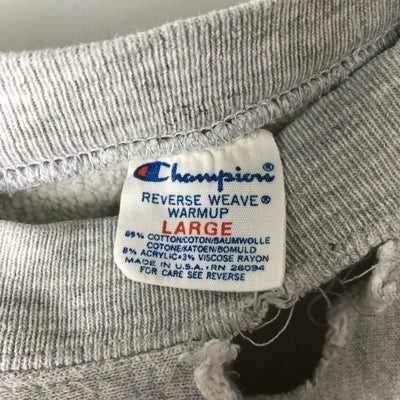 Champion®
REVERSE WEAVE®
WARMUP
LARGE
89% COTTON/COTON/BAUMWOLLE
COTONE/KATOEN/BOMULD
8% ACRYLIC•3% VISCOSE RAYON
MADE IN U.S.A. • RN 26094
FOR CARE SEE REVERSE